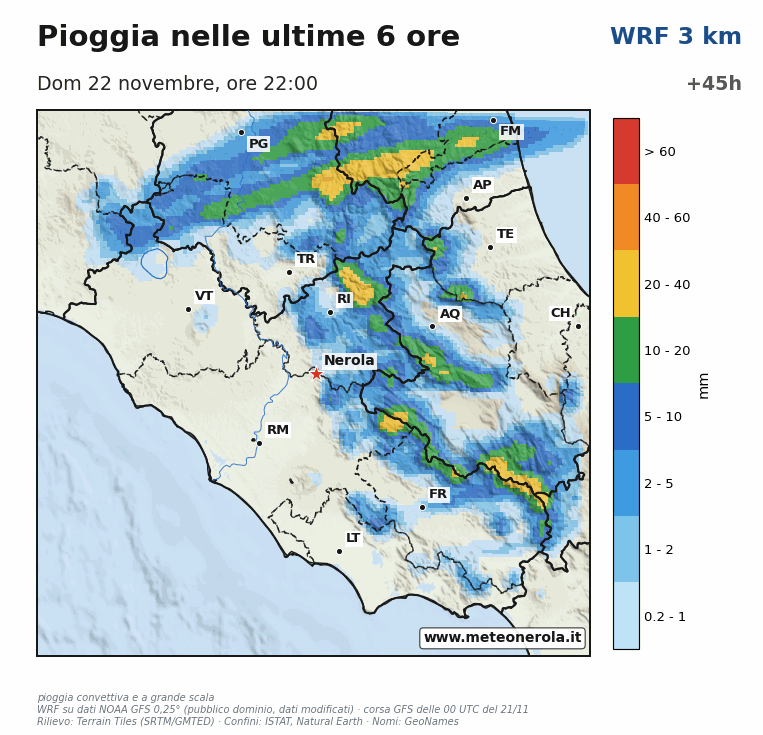 Pioggia nelle ultime 6 ore
WRF 3 km
Dom 22 novembre, ore 22:00
+45h
PG
FM
AP
TE
TR
VT
RI
AQ
CH.
Nerola
RM
FR
LT
www.meteonerola.it
> 60
40 - 60
20 - 40
10 - 20
5 - 10
2 - 5
1 - 2
0.2 - 1
mm
pioggia convettiva e a grande scala
WRF su dati NOAA GFS 0,25° (pubblico dominio, dati modificati) · corsa GFS delle 00 UTC del 21/11
Rilievo: Terrain Tiles (SRTM/GMTED) · Confini: ISTAT, Natural Earth · Nomi: GeoNames